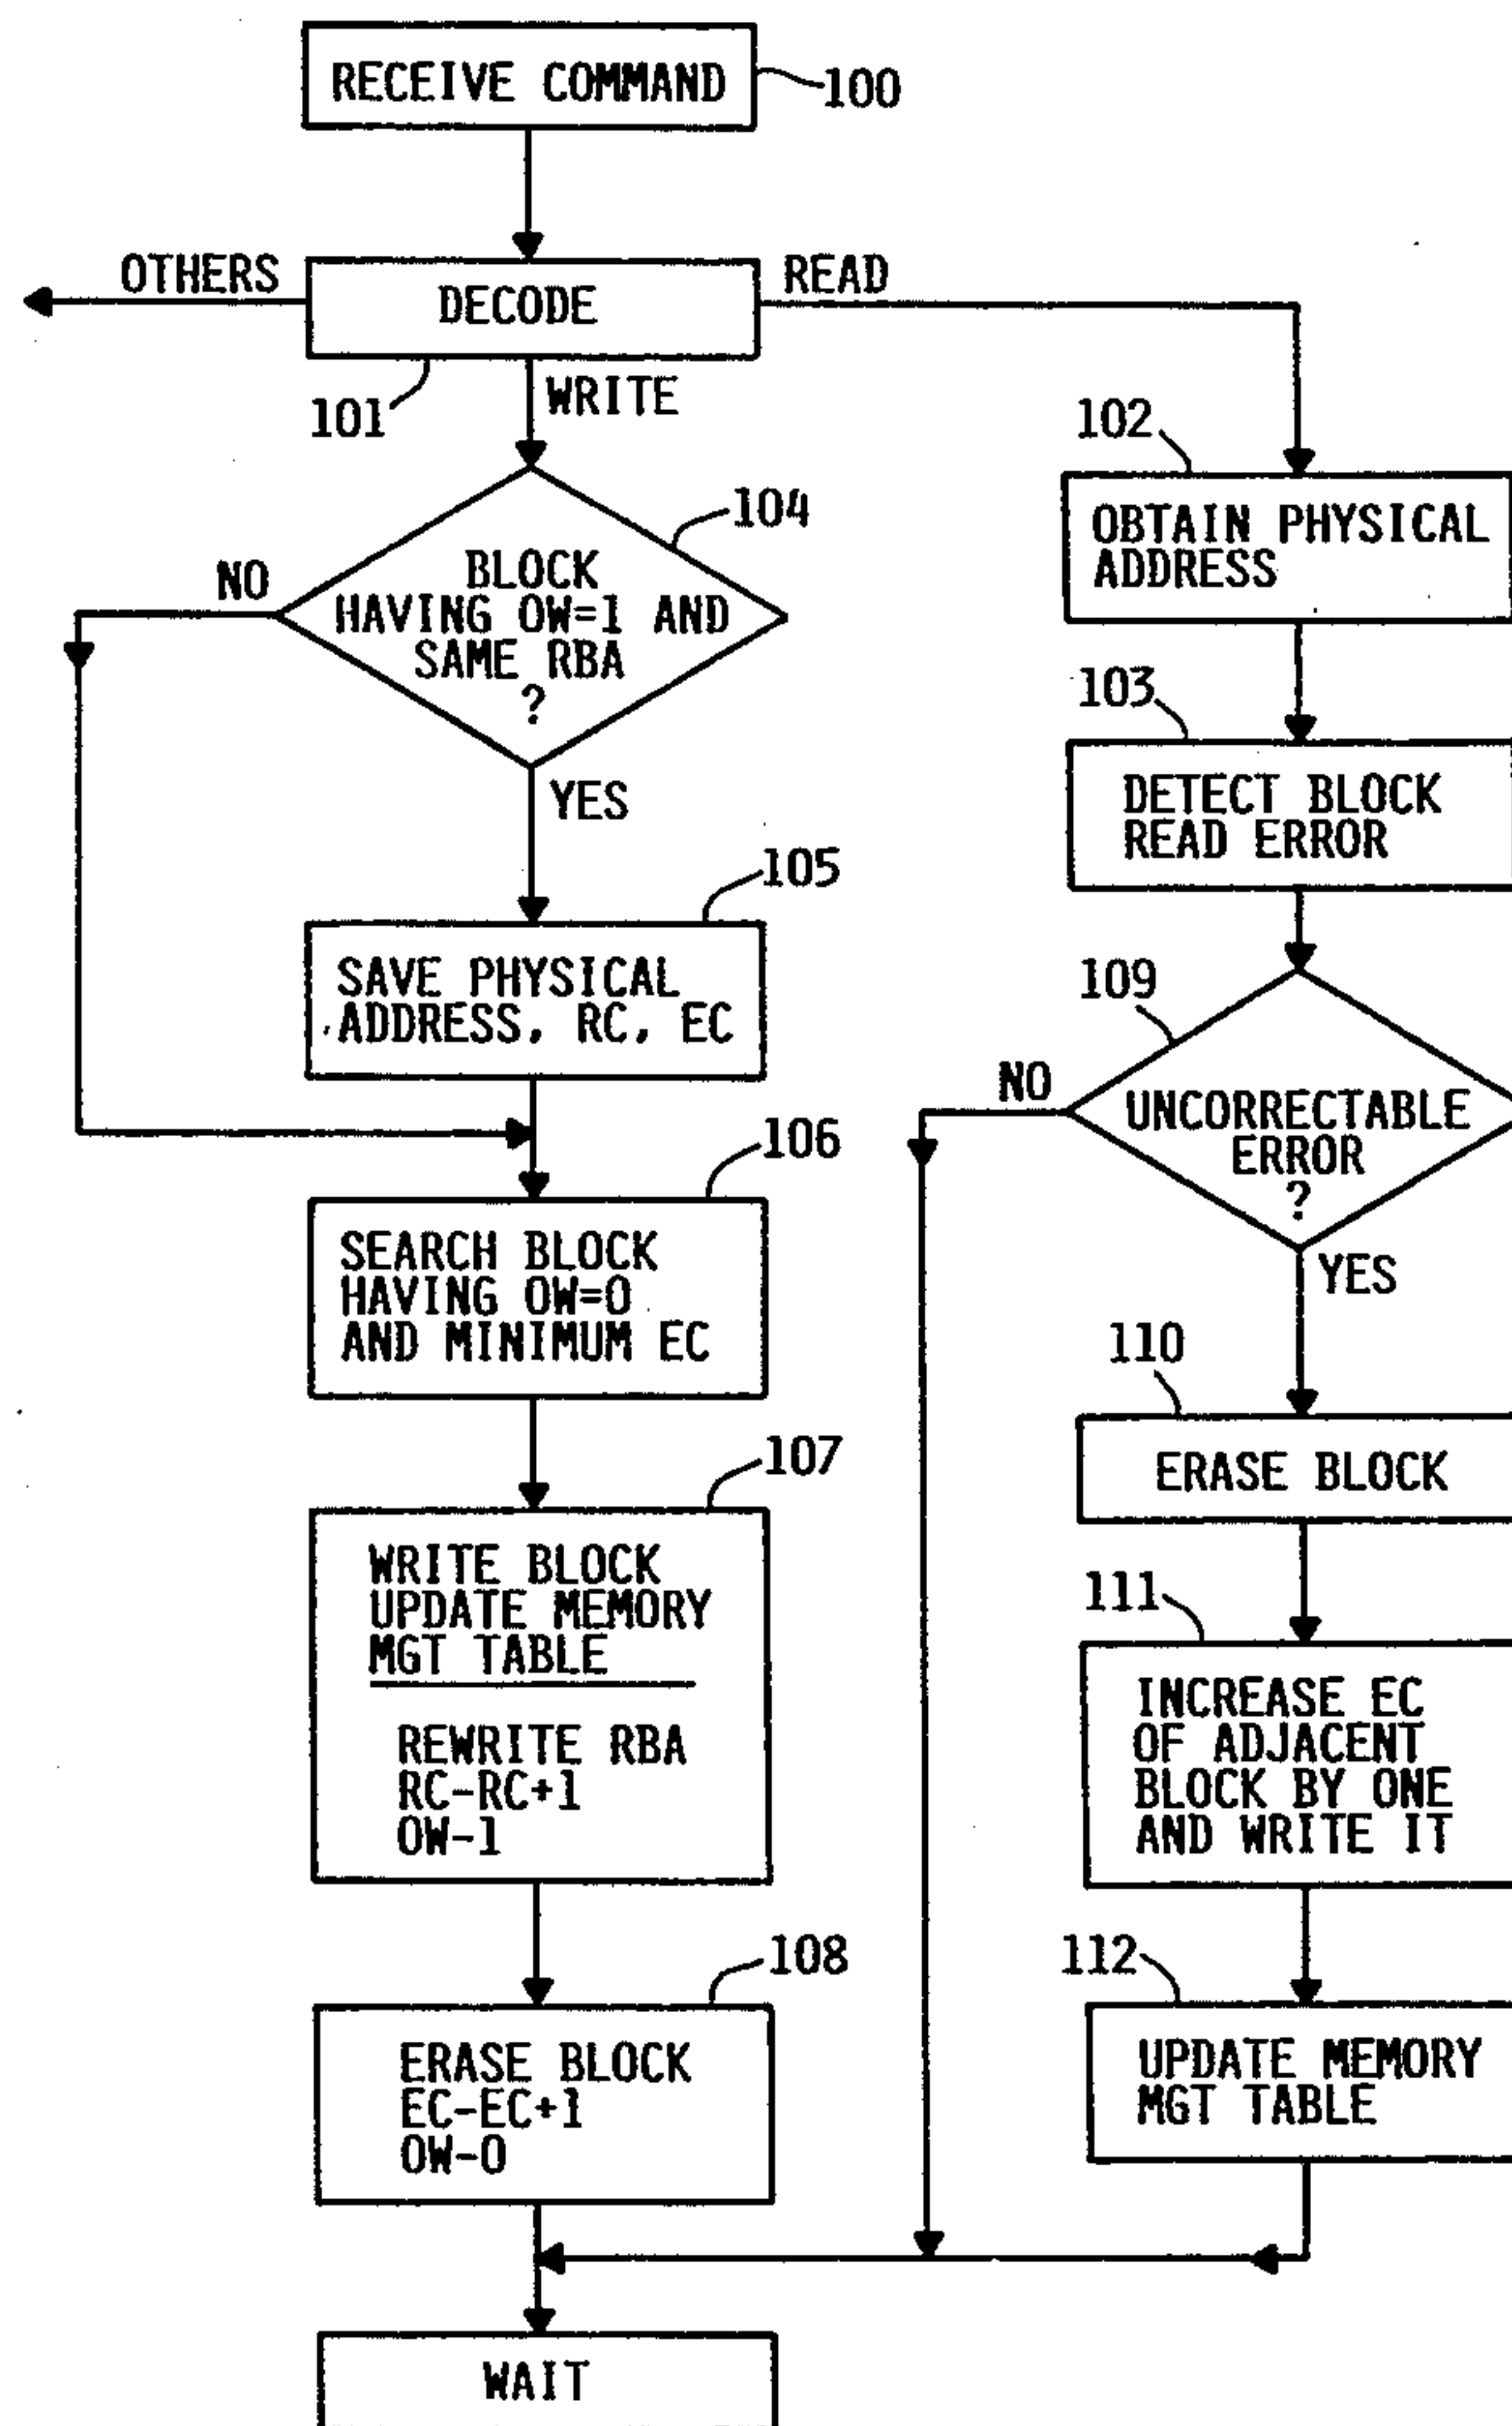 RECEIVE COMMAND
100
OTHERS
DECODE
READ
101
WRITE
104
BLOCK
HAVING OW=1 AND
SAME RBA
?
NO
YES
105
SAVE PHYSICAL
ADDRESS, RC, EC
106
SEARCH BLOCK
HAVING OW=0
AND MINIMUM EC
107
WRITE BLOCK
UPDATE MEMORY
MGT TABLE
REWRITE RBA
RC-RC+1
OW-1
108
ERASE BLOCK
EC-EC+1
OW-0
WAIT
102
OBTAIN PHYSICAL
ADDRESS
103
DETECT BLOCK
READ ERROR
109
NO
UNCORRECTABLE
ERROR
?
YES
110
ERASE BLOCK
111
INCREASE EC
OF ADJACENT
BLOCK BY ONE
AND WRITE IT
112
UPDATE MEMORY
MGT TABLE